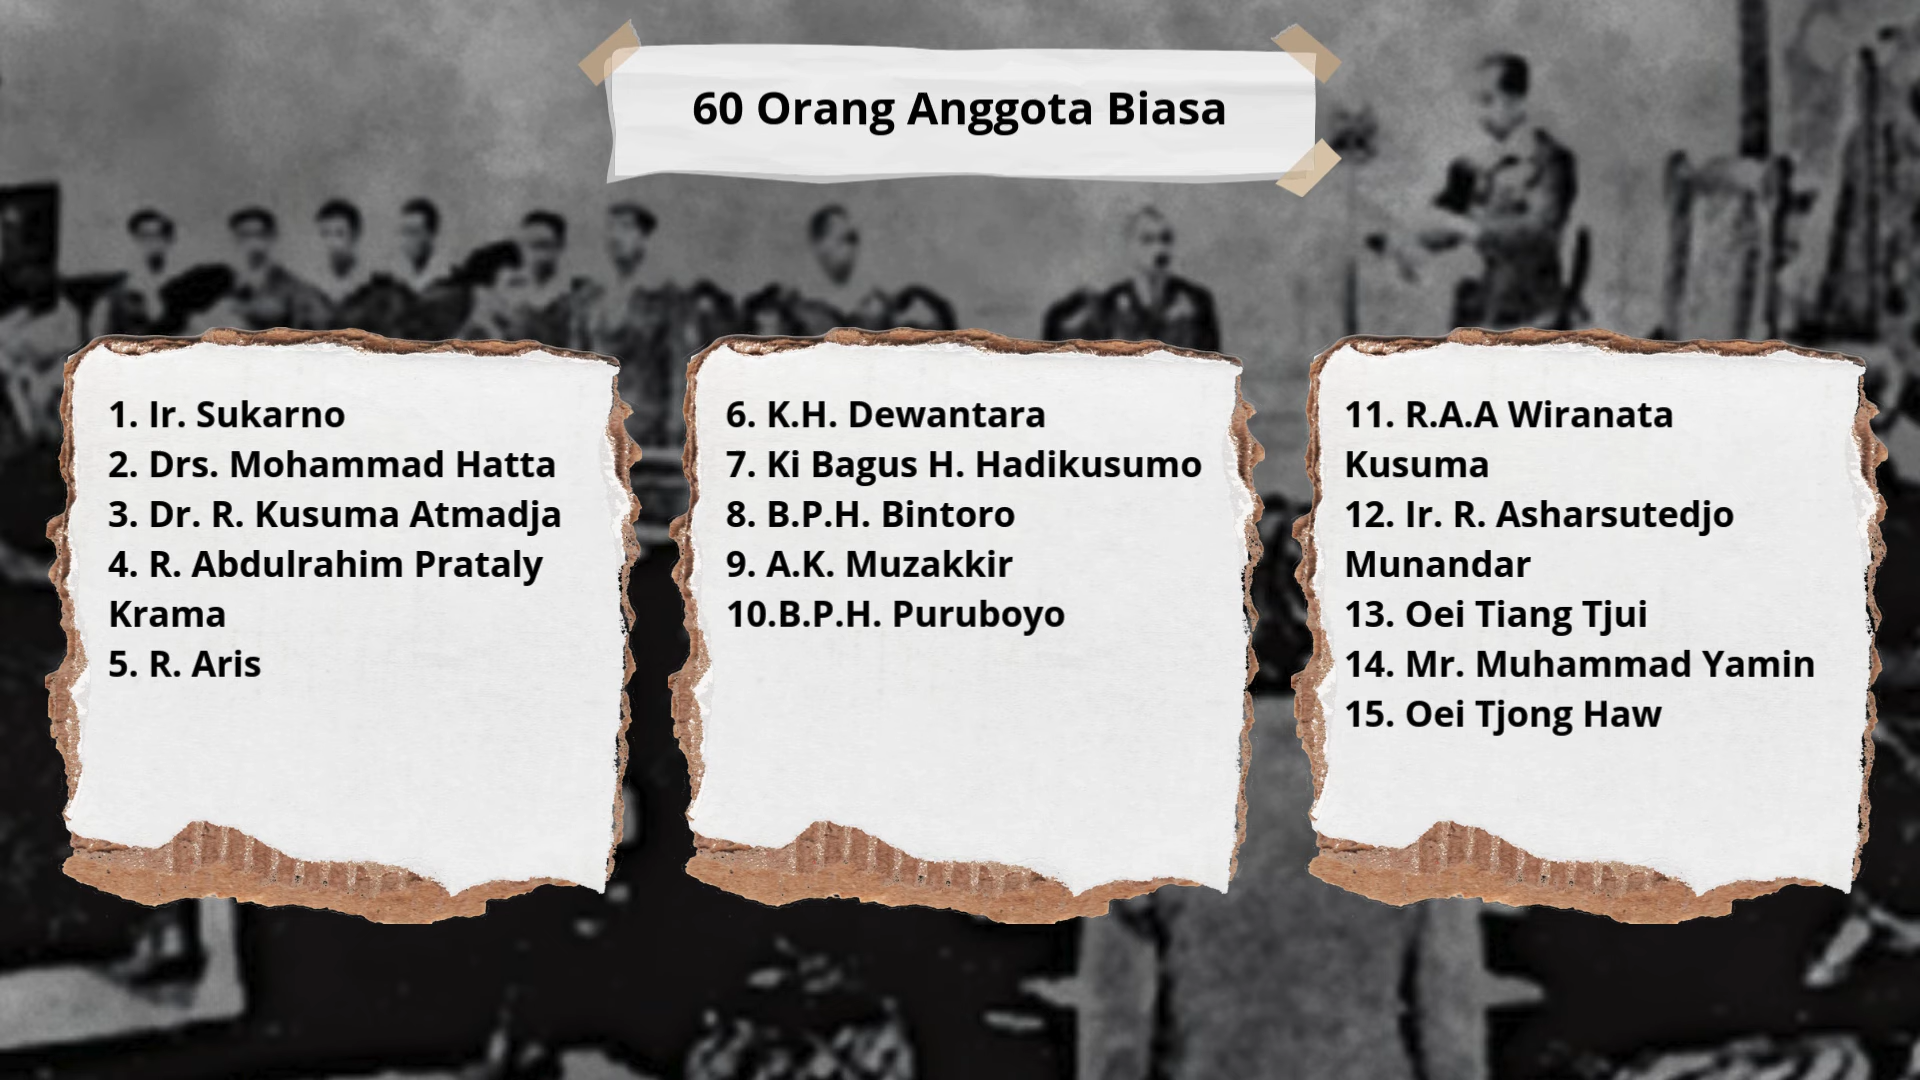 60 Orang Anggota Biasa
1. Ir. Sukarno
2. Drs. Mohammad Hatta
3. Dr. R. Kusuma Atmadja
4. R. Abdulrahim Prataly
Krama
5. R. Aris
6. K.H. Dewantara
7. Ki Bagus H. Hadikusumo
8. B.P.H. Bintoro
9. A.K. Muzakkir
10.B.P.H. Puruboyo
11. R.A.A Wiranata
Kusuma
12. Ir. R. Asharsutedjo
Munandar
13. Oei Tiang Tjui
14. Mr. Muhammad Yamin
15. Oei Tjong Haw